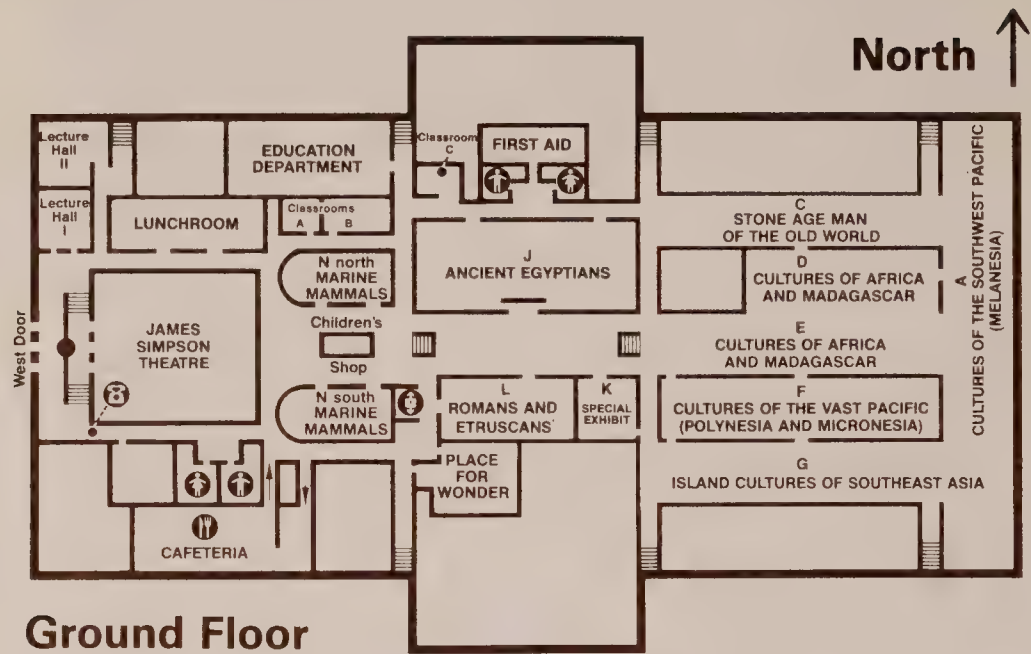 North
Lecture
Hall
II
Lecture
Hall
I
EDUCATION
DEPARTMENT
LUNCHROOM
Classrooms
A B
Classroom
C
FIRST AID
N north
MARINE
MAMMALS
J
ANCIENT EGYPTIANS
C
STONE AGE MAN
OF THE OLD WORLD
D
CULTURES OF AFRICA
AND MADAGASCAR
A
CULTURES OF THE SOUTHWEST PACIFIC
(MELANESIA)
West Door
JAMES
SIMPSON
THEATRE
Children's
Shop
E
CULTURES OF AFRICA
AND MADAGASCAR
N south
MARINE
MAMMALS
L
ROMANS AND
ETRUSCANS
K
SPECIAL
EXHIBIT
F
CULTURES OF THE VAST PACIFIC
(POLYNESIA AND MICRONESIA)
PLACE
FOR
WONDER
G
ISLAND CULTURES OF SOUTHEAST ASIA
CAFETERIA
Ground Floor